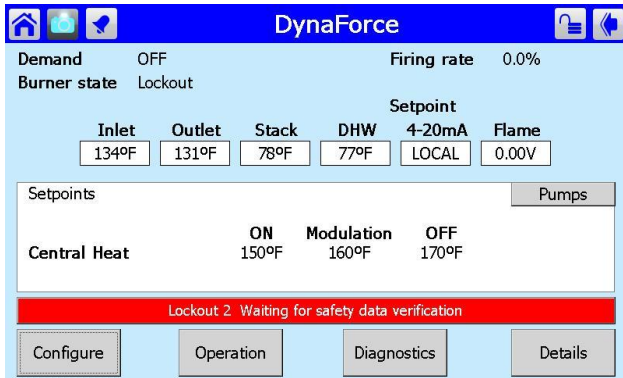 DynaForce
Demand OFF Firing rate 0.0%
Burner state Lockout
Setpoint
Inlet Outlet Stack DHW 4-20mA Flame
134ºF 131ºF 78ºF 77ºF LOCAL 0.00V
Setpoints Pumps
ON Modulation OFF
Central Heat 150ºF 160ºF 170ºF
Lockout 2 Waiting for safety data verification
Configure Operation Diagnostics Details